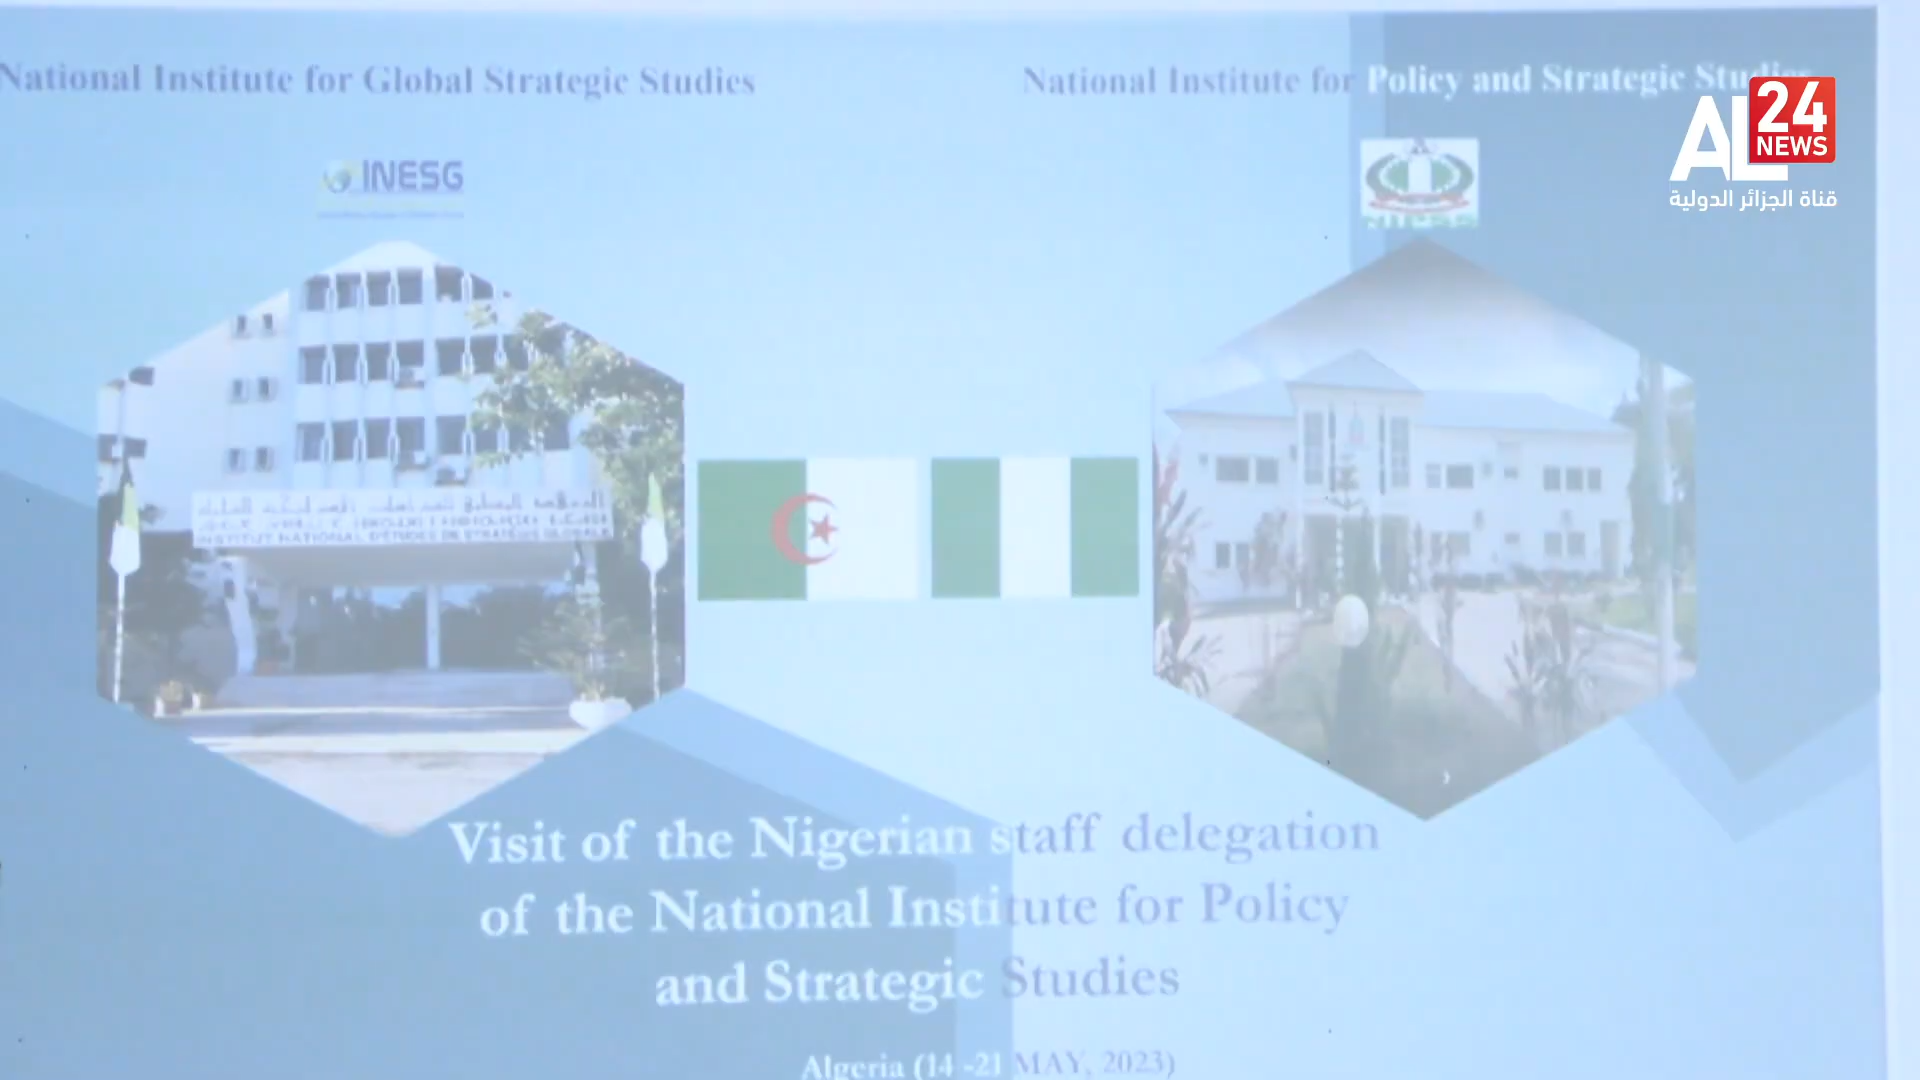 National Institute for Global Strategic Studies
National Institute for Policy and Strategic Studies
AL
24
NEWS
قناة الجزائر الدولية
INESG
INSTITUT NATIONAL D'ETUDES DE STRATEGIE GLOBALE
Visit of the Nigerian staff delegation
of the National Institute for Policy
and Strategic Studies
Algeria (14 -21 MAY, 2023)